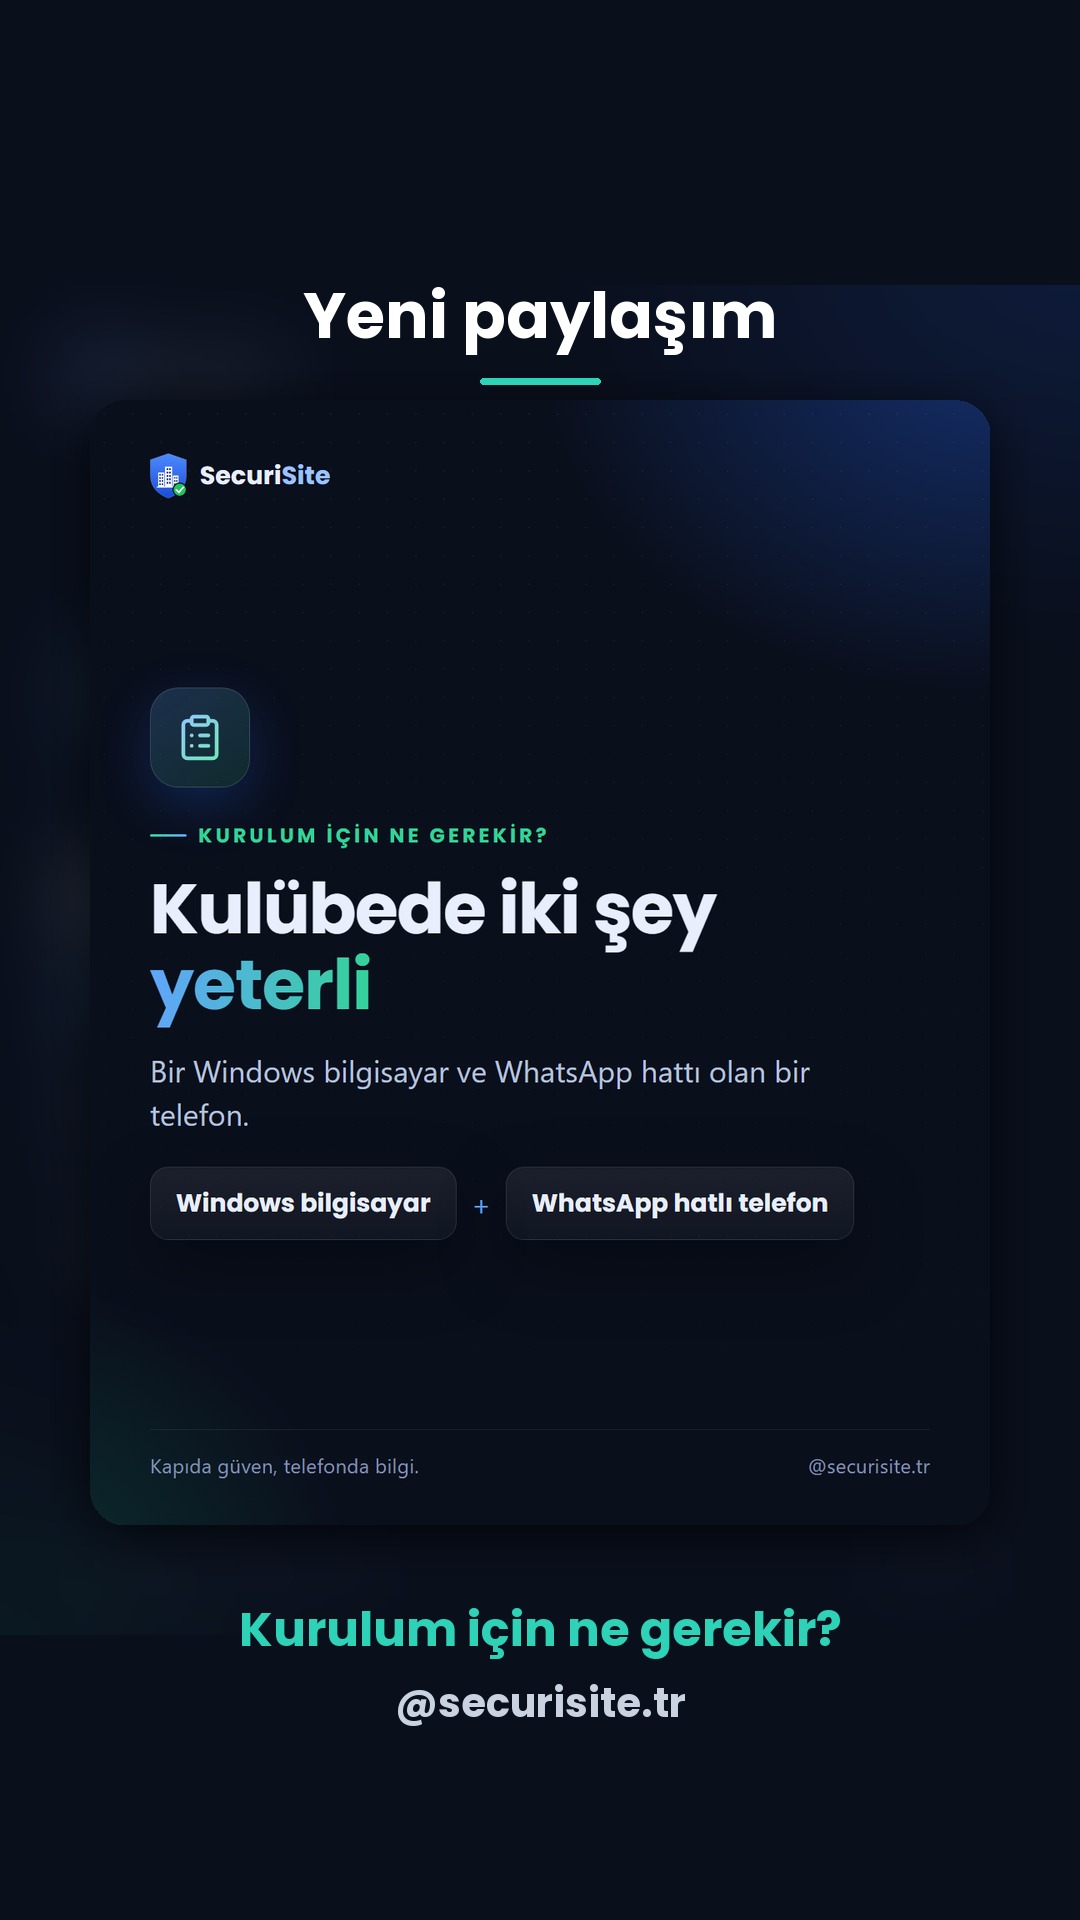 Yeni paylaşım
SecuriSite
KURULUM İÇİN NE GEREKİR?
Kulübede iki şey
yeterli
Bir Windows bilgisayar ve WhatsApp hattı olan bir
telefon.
Windows bilgisayar + WhatsApp hatlı telefon
Kapıda güven, telefonda bilgi. @securisite.tr
Kurulum için ne gerekir?
@securisite.tr